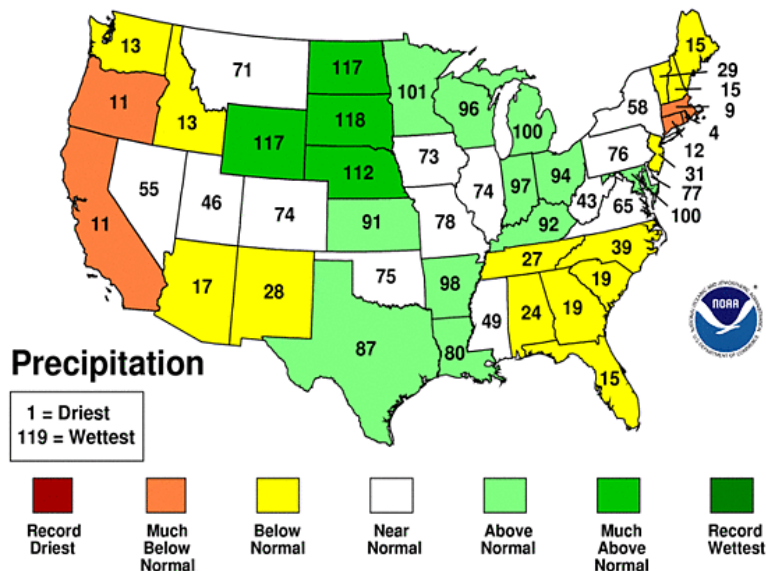 13
71
117
101
15
29
15
9
4
12
31
77
100
11
13
117
118
96
100
58
112
73
97
94
76
55
46
74
91
78
74
92
43
65
11
17
28
75
98
27
39
19
87
80
49
24
19
15
NOAA
Precipitation
1 = Driest
119 = Wettest
Record
Driest
Much
Below
Normal
Below
Normal
Near
Normal
Above
Normal
Much
Above
Normal
Record
Wettest